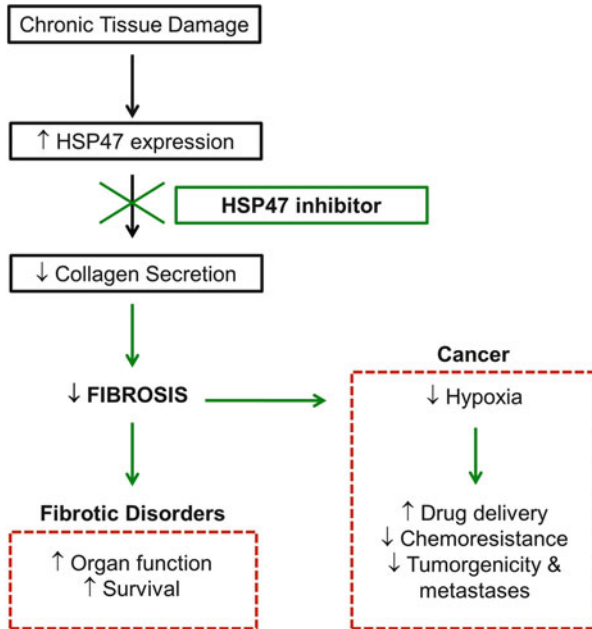 Chronic Tissue Damage
↑ HSP47 expression
HSP47 inhibitor
↓ Collagen Secretion
↓ FIBROSIS
Cancer
↓ Hypoxia
↑ Drug delivery
↓ Chemoresistance
↓ Tumorgenicity &
metastases
Fibrotic Disorders
↑ Organ function
↑ Survival